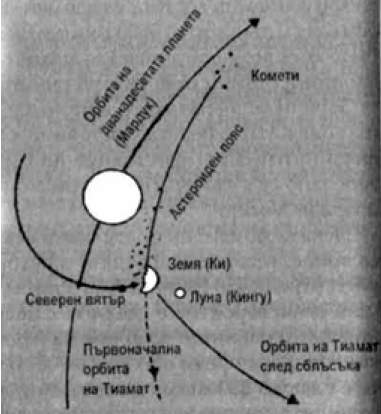 Орбита на
дванадесетата планета
(Мардук)
Комети
Астероиден пояс
Земя (Ки)
Северен вятър
Луна (Кингу)
Първоначална
орбита
на Тиамат
Орбита на Тиамат
след сблъсъка